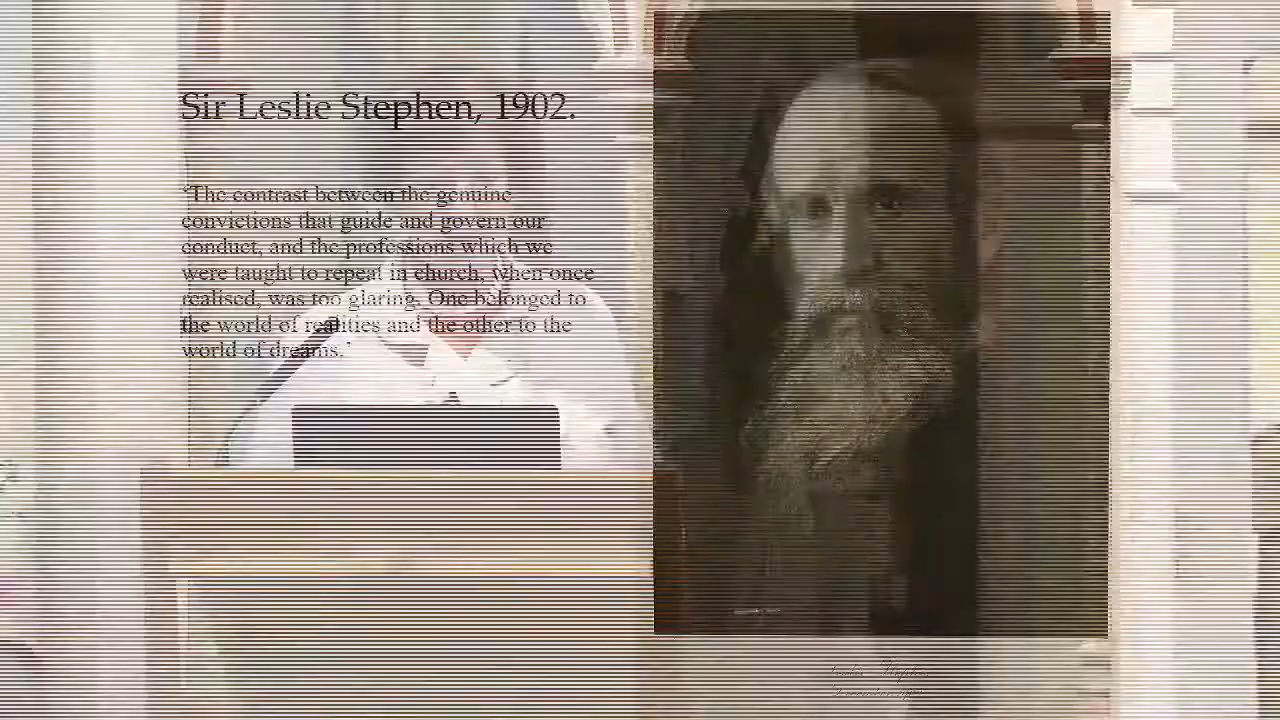 Sir Leslie Stephen, 1902.
‘The contrast between the genuine
convictions that guide and govern our
conduct, and the professions which we
were taught to repeat in church, when once
realised, was too glaring. One belonged to
the world of realities and the other to the
world of dreams.’